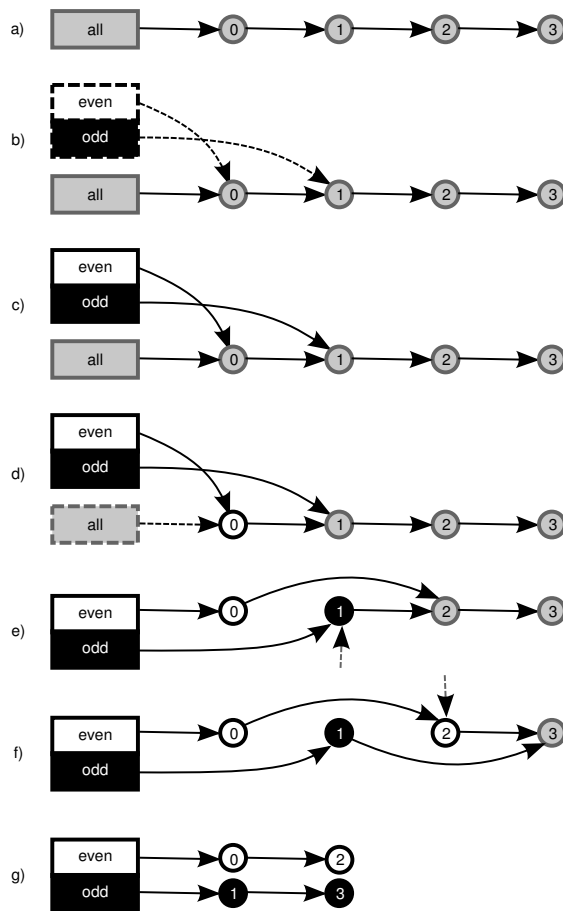 a) all 0 1 2 3
even
b) odd
all 0 1 2 3
even
c) odd
all 0 1 2 3
even
d) odd
all 0 1 2 3
e) even 0 1 2 3
odd
f) even 0 1 2 3
odd
even 0 2
g) odd 1 3